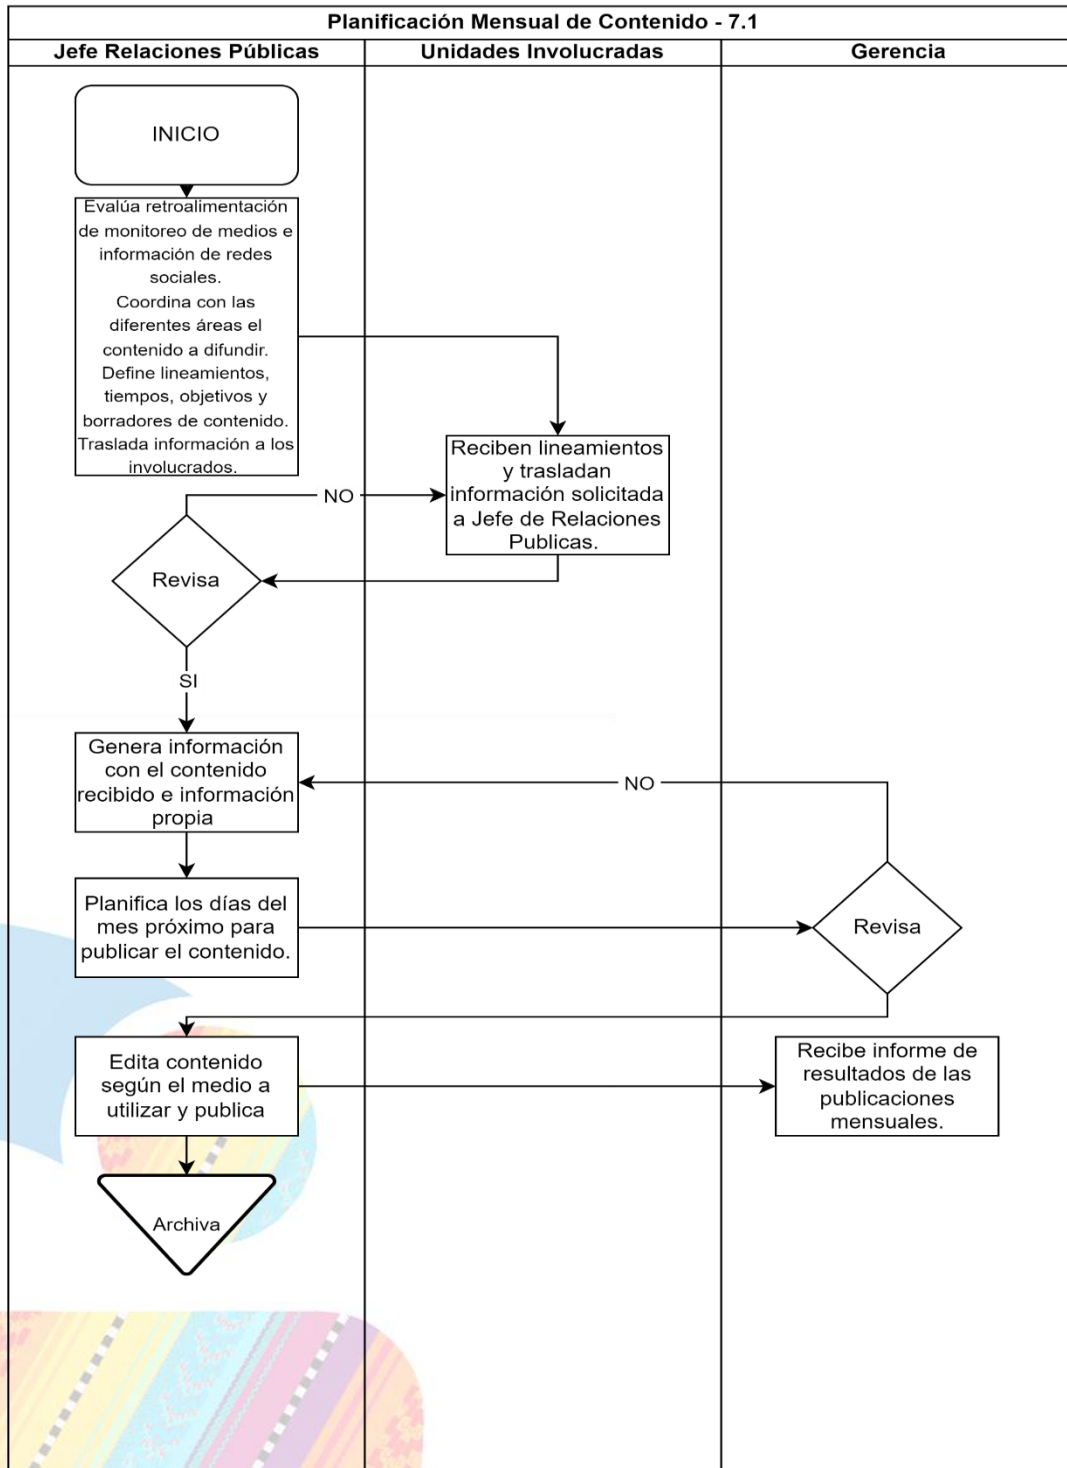 Planificación Mensual de Contenido - 7.1
Jefe Relaciones Públicas
Unidades Involucradas
Gerencia
INICIO
Evalúa retroalimentación
de monitoreo de medios e
información de redes
sociales.
Coordina con las
diferentes áreas el
contenido a difundir.
Define lineamientos,
tiempos, objetivos y
borradores de contenido.
Traslada información a los
involucrados.
Reciben lineamientos
y trasladan
información solicitada
a Jefe de Relaciones
Publicas.
NO
Revisa
SI
Genera información
con el contenido
recibido e información
propia
NO
Planifica los días del
mes próximo para
publicar el contenido.
Revisa
Edita contenido
según el medio a
utilizar y publica
Recibe informe de
resultados de las
publicaciones
mensuales.
Archiva